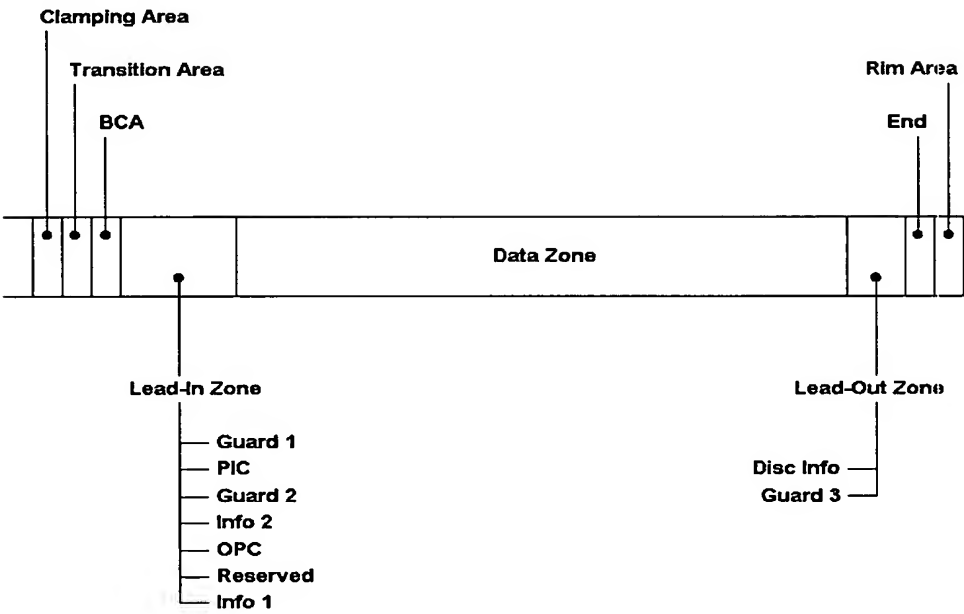 Clamping Area
Transition Area
Rim Area
BCA
End
Data Zone
Lead-In Zone
Lead-Out Zone
Guard 1
PIC
Disc Info
Guard 2
Guard 3
Info 2
OPC
Reserved
Info 1